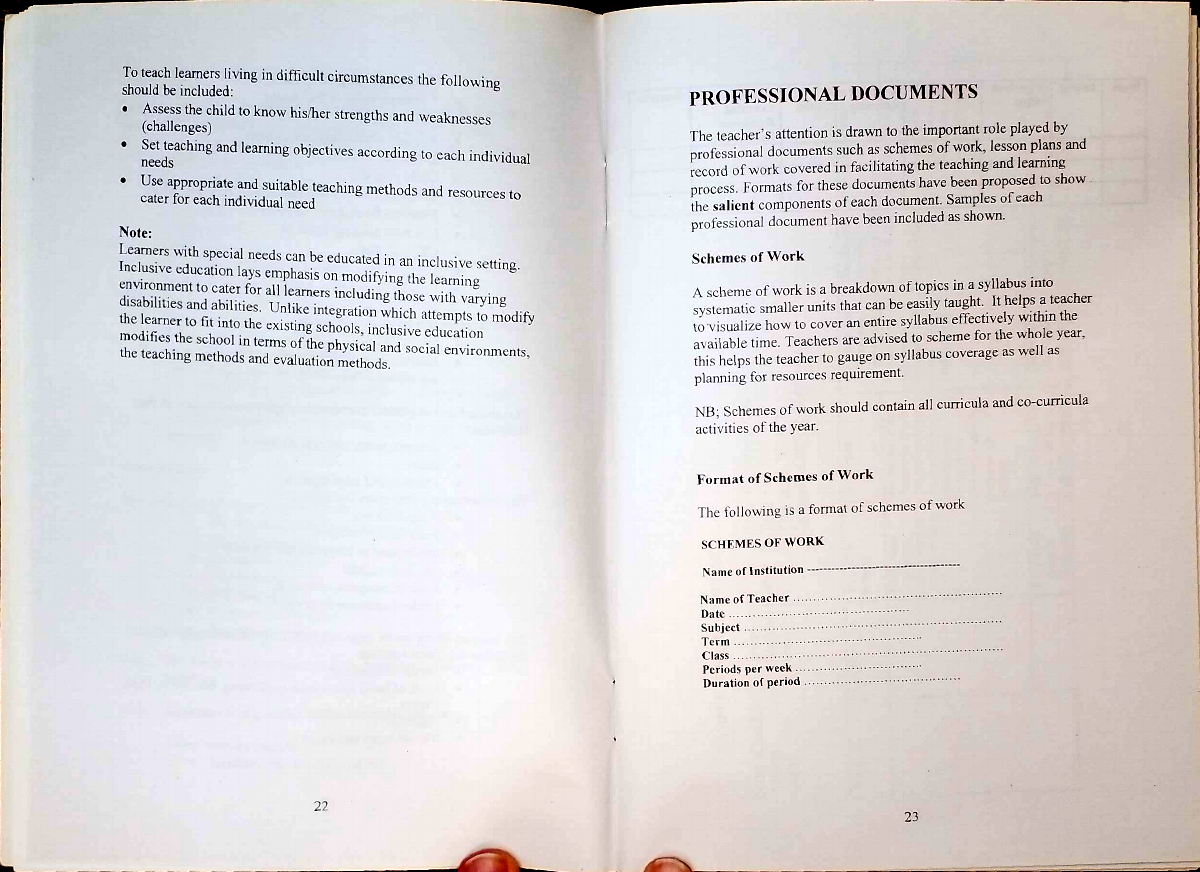 To teach learners living in difficult circumstances the following
should be included:
• Assess the child to know his/her strengths and weaknesses
(challenges)
• Set teaching and learning objectives according to each individual
needs
• Use appropriate and suitable teaching methods and resources to
cater for each individual need
Note:
Learners with special needs can be educated in an inclusive setting.
Inclusive education lays emphasis on modifying the learning
environment to cater for all learners including those with varying
disabilities and abilities. Unlike integration which attempts to modify
the learner to fit into the existing schools, inclusive education
modifies the school in terms of the physical and social environments,
the teaching methods and evaluation methods.
22
PROFESSIONAL DOCUMENTS
The teacher's attention is drawn to the important role played by
professional documents such as schemes of work, lesson plans and
record of work covered in facilitating the teaching and learning
process. Formats for these documents have been proposed to show
the salient components of each document. Samples of each
professional document have been included as shown.
Schemes of Work
A scheme of work is a breakdown of topics in a syllabus into
systematic smaller units that can be easily taught. It helps a teacher
to visualize how to cover an entire syllabus effectively within the
available time. Teachers are advised to scheme for the whole year,
this helps the teacher to gauge on syllabus coverage as well as
planning for resources requirement.
NB; Schemes of work should contain all curricula and co-curricula
activities of the year.
Format of Schemes of Work
The following is a format of schemes of work
SCHEMES OF WORK
Name of Institution ----------------------------------------
Name of Teacher ......................................................
Date ..............................................
Subject ..................................................................
Term ................................................
Class ....................................................................
Periods per week ................................
Duration of period ........................................
23